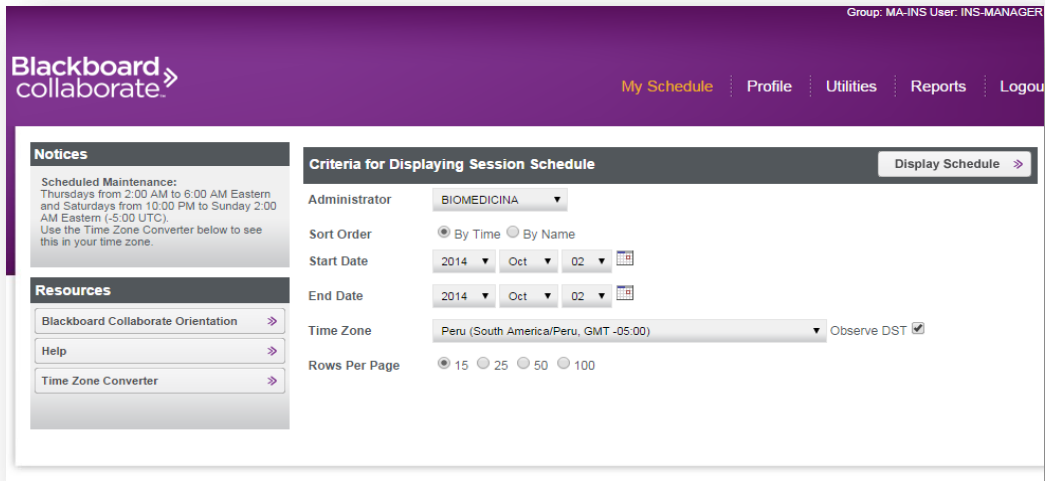 Group: MA-INS User: INS-MANAGER
Blackboard
collaborate™
My Schedule Profile Utilities Reports Logou
Notices
Scheduled Maintenance:
Thursdays from 2:00 AM to 6:00 AM Eastern
and Saturdays from 10:00 PM to Sunday 2:00
AM Eastern (-5:00 UTC).
Use the Time Zone Converter below to see
this in your time zone.
Resources
Blackboard Collaborate Orientation
Help
Time Zone Converter
Criteria for Displaying Session Schedule Display Schedule
Administrator BIOMEDICINA
Sort Order By Time By Name
Start Date 2014 Oct 02
End Date 2014 Oct 02
Time Zone Peru (South America/Peru, GMT -05:00) Observe DST
Rows Per Page 15 25 50 100